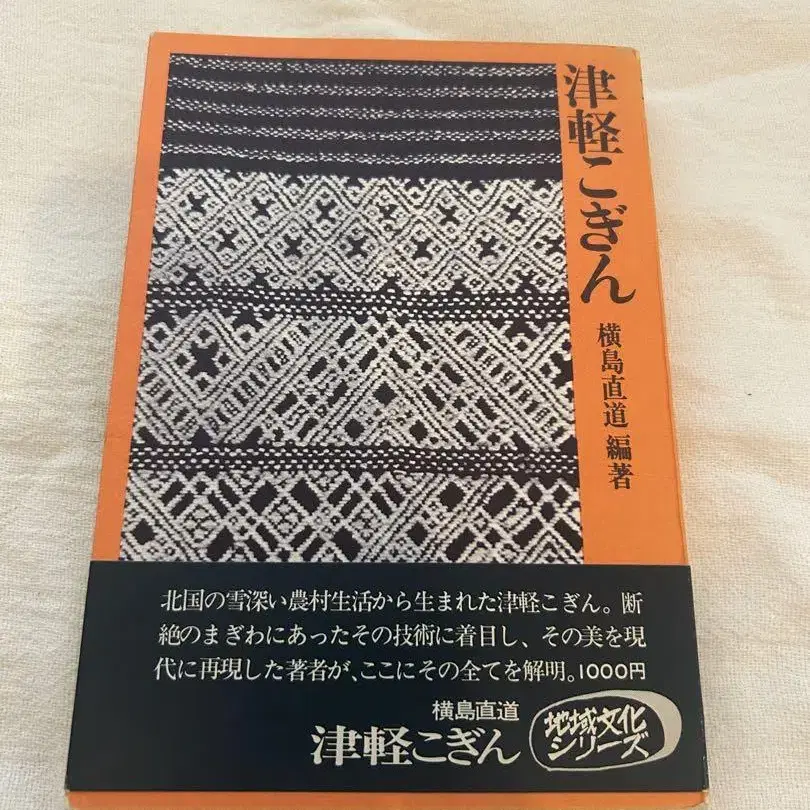 津軽こぎん
横島直道 編著
北国の雪深い農村生活から生まれた津軽こぎん。断
絶のまぎわにあったその技術に着目し、その美を現
代に再現した著者が、ここにその全てを解明。1000円
横島直道
津軽こぎん
地域文化
シリーズ